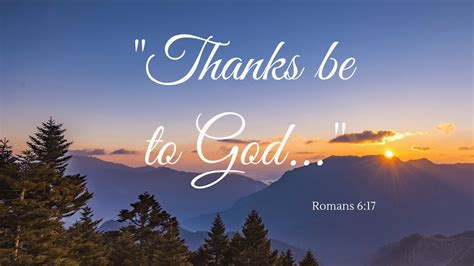 "Thanks be
to God..."
Romans 6:17